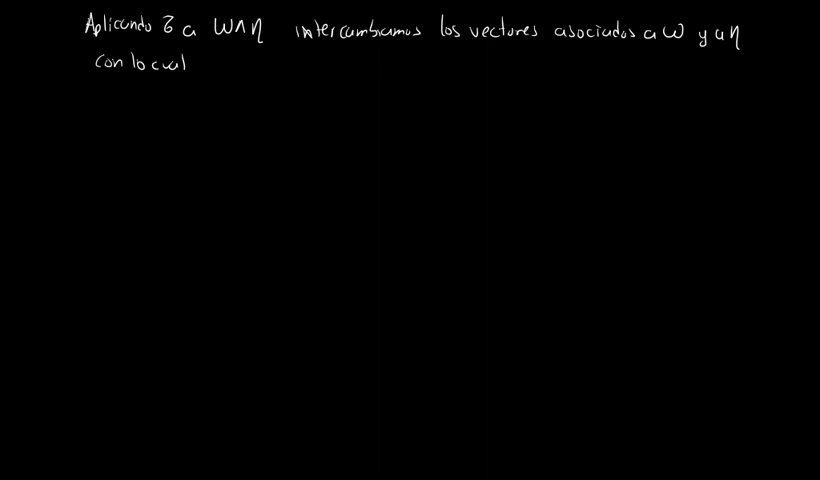 Aplicando ζ a ω∧η intercambiamos los vectores asociados a ω y a η
con lo cual